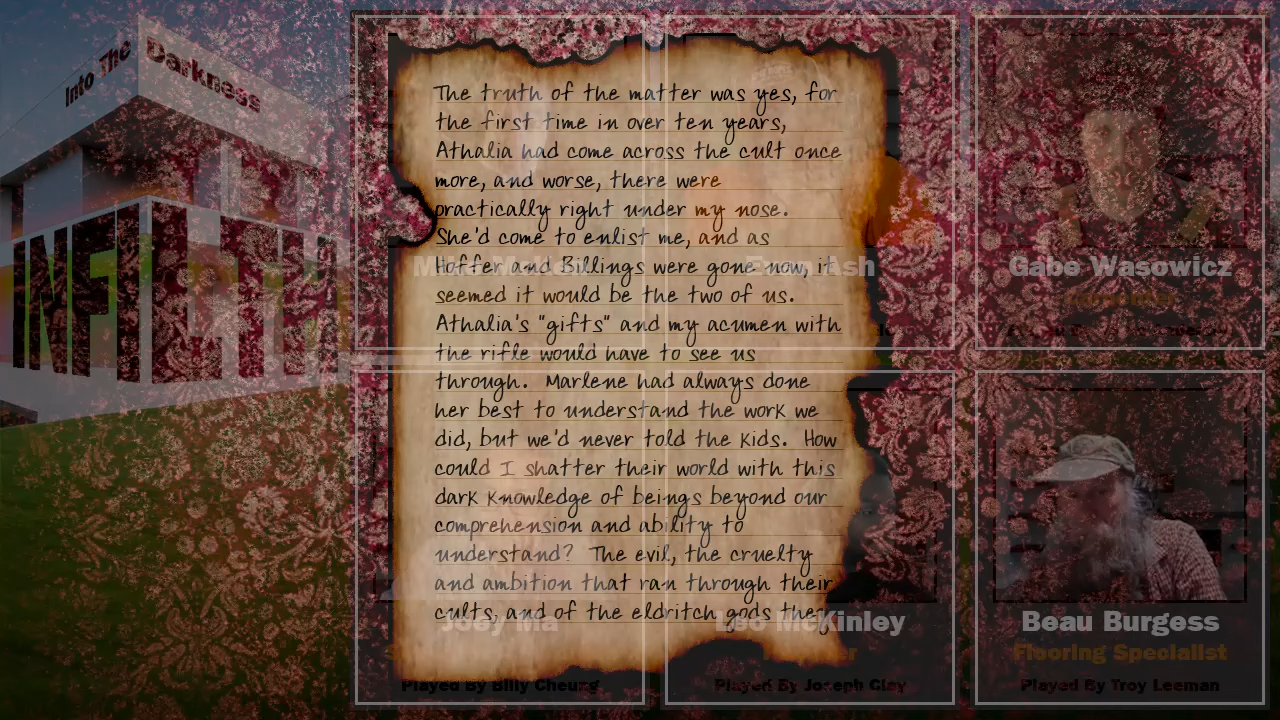 Into The
Darkness
INFILTR
The truth of the matter was yes, for
the first time in over ten years,
Athalia had come across the cult once
more, and worse, there were
practically right under my nose.
She'd come to enlist me, and as
Hoffer and Billings were gone now, it
seemed it would be the two of us.
Athalia's "gifts" and my acumen with
the rifle would have to see us
through. Marlene had always done
her best to understand the work we
did, but we'd never told the kids. How
could I shatter their world with this
dark knowledge of beings beyond our
comprehension and ability to
understand? The evil, the cruelty
and ambition that ran through their
cults, and of the eldritch gods they
Evan Ash
Gabe Wasowicz
Joey Ma
Played By Billy Cheung
Leo McKinley
Played By Joseph Clay
Beau Burgess
Flooring Specialist
Played By Troy Leeman